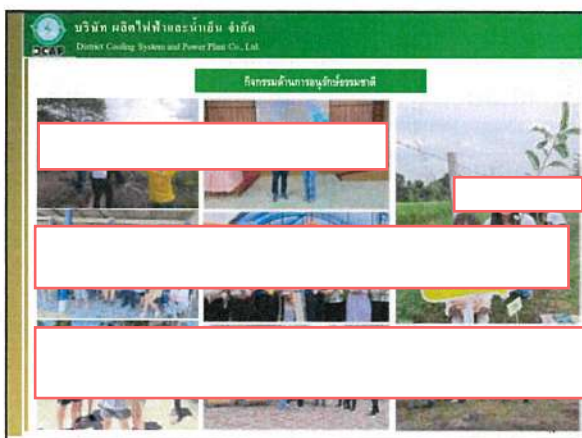 บริษัท ผลิตไฟฟ้าและน้ำเย็น จำกัด
DCAP
District Cooling System and Power Plant Co., Ltd.
กิจกรรมด้านการอนุรักษ์ธรรมชาติ